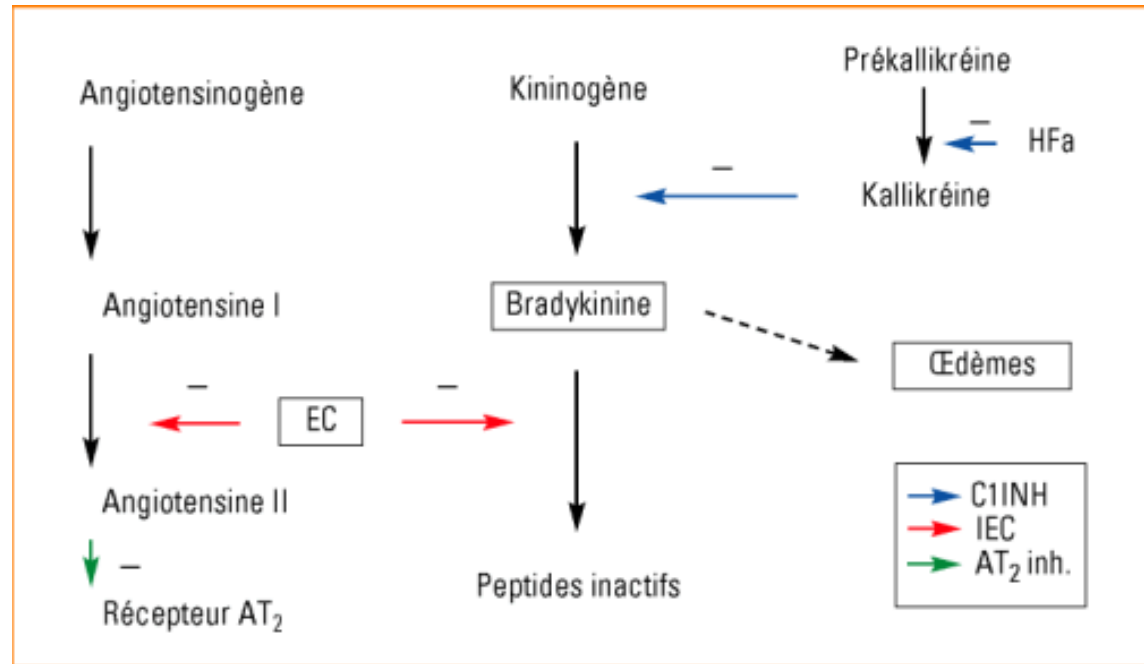 Prékallikréine
Angiotensinogène
Kininogène
–
HFa
–
Kallikréine
Angiotensine I
Bradykinine
Œdèmes
–
–
EC
Angiotensine II
C1INH
IEC
AT₂ inh.
–
Peptides inactifs
Récepteur AT₂